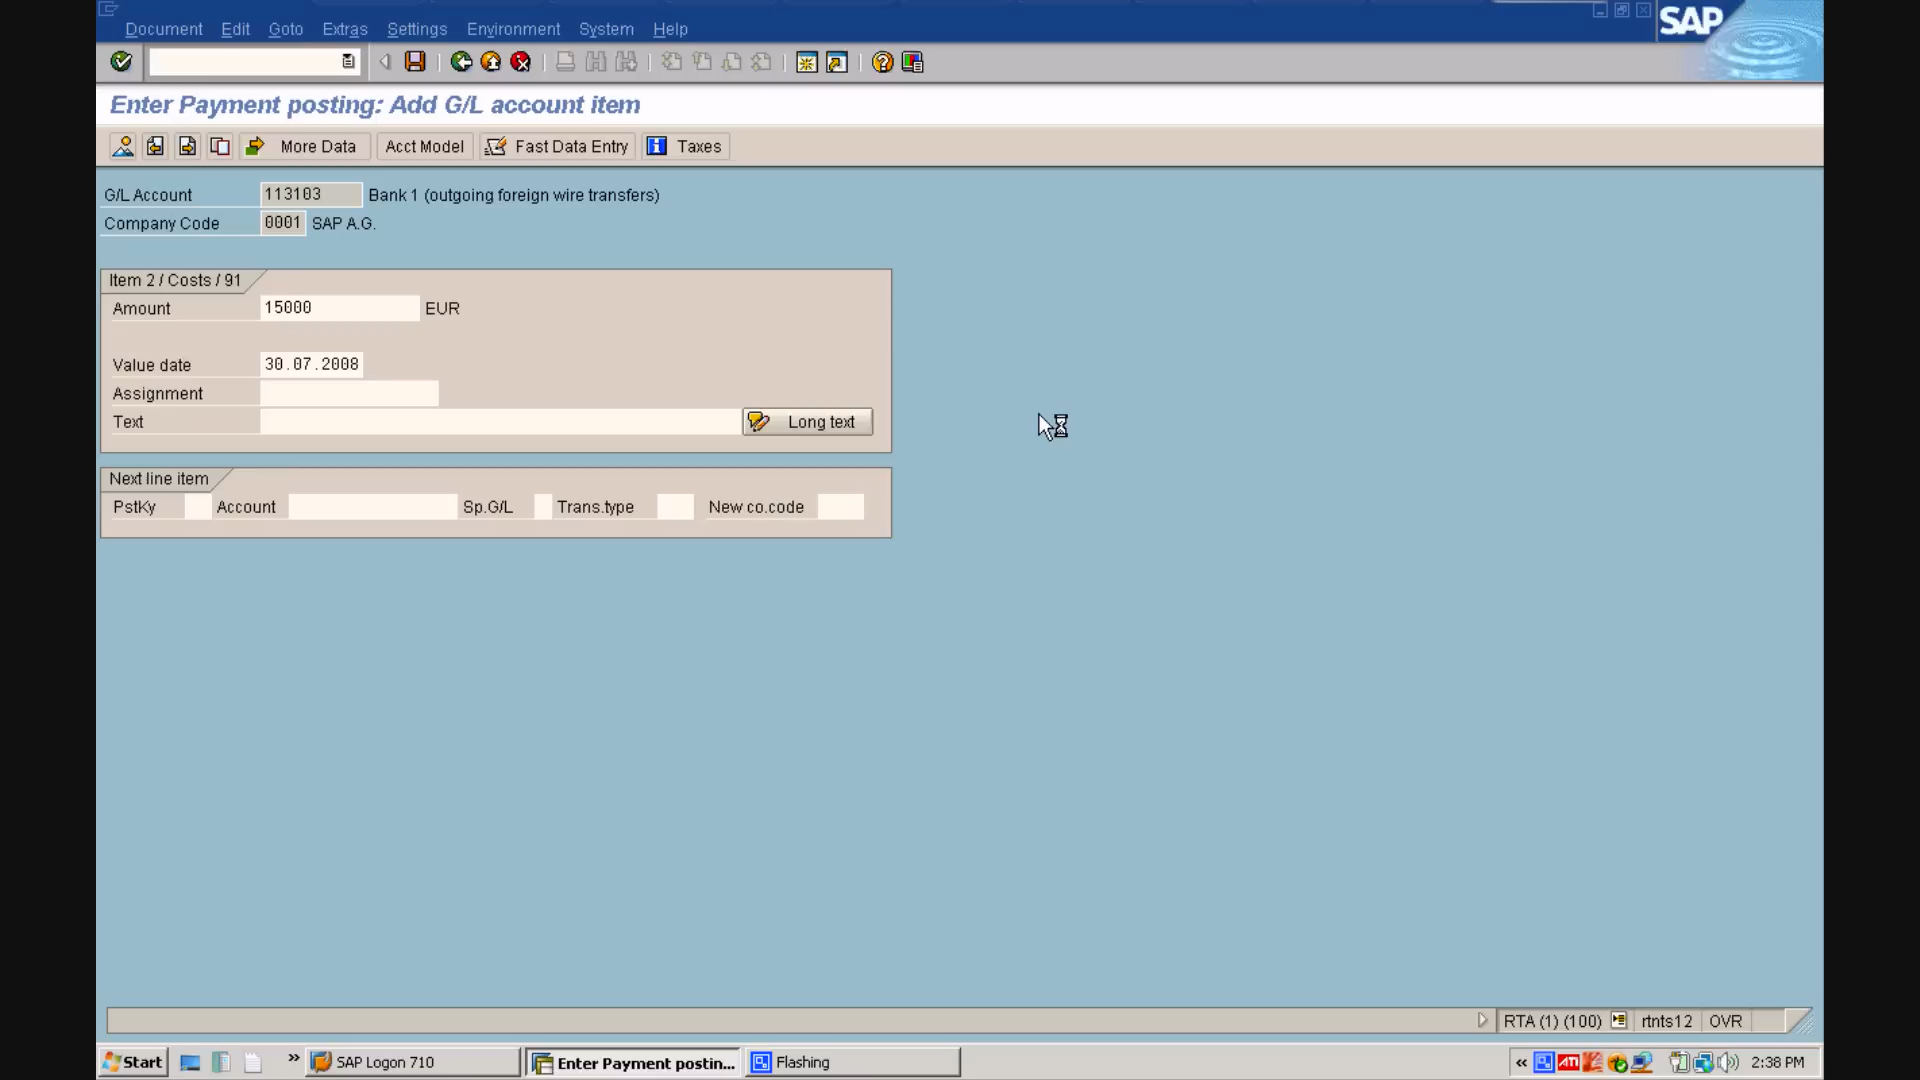 Document Edit Goto Extras Settings Environment System Help
SAP
Enter Payment posting: Add G/L account item
More Data Acct Model Fast Data Entry Taxes
G/L Account 113103 Bank 1 (outgoing foreign wire transfers)
Company Code 0001 SAP A.G.
Item 2 / Costs / 91
Amount 15000 EUR
Value date 30.07.2008
Assignment
Text Long text
Next line item
PstKy Account Sp.G/L Trans.type New co.code
RTA (1) (100) rtnts12 OVR
Start » SAP Logon 710 Enter Payment postin... Flashing « ATI 2:38 PM